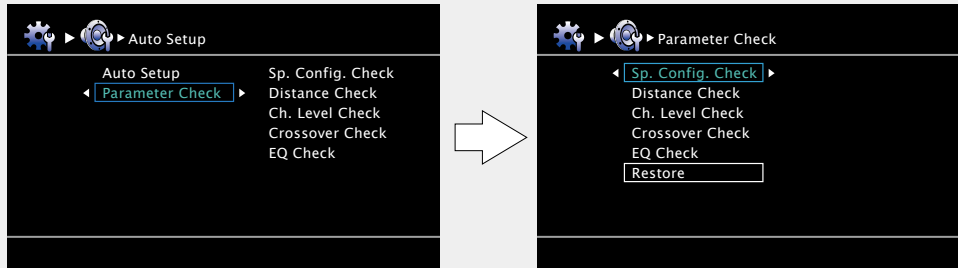 Auto Setup
Auto Setup
Parameter Check
Sp. Config. Check
Distance Check
Ch. Level Check
Crossover Check
EQ Check
Parameter Check
Sp. Config. Check
Distance Check
Ch. Level Check
Crossover Check
EQ Check
Restore